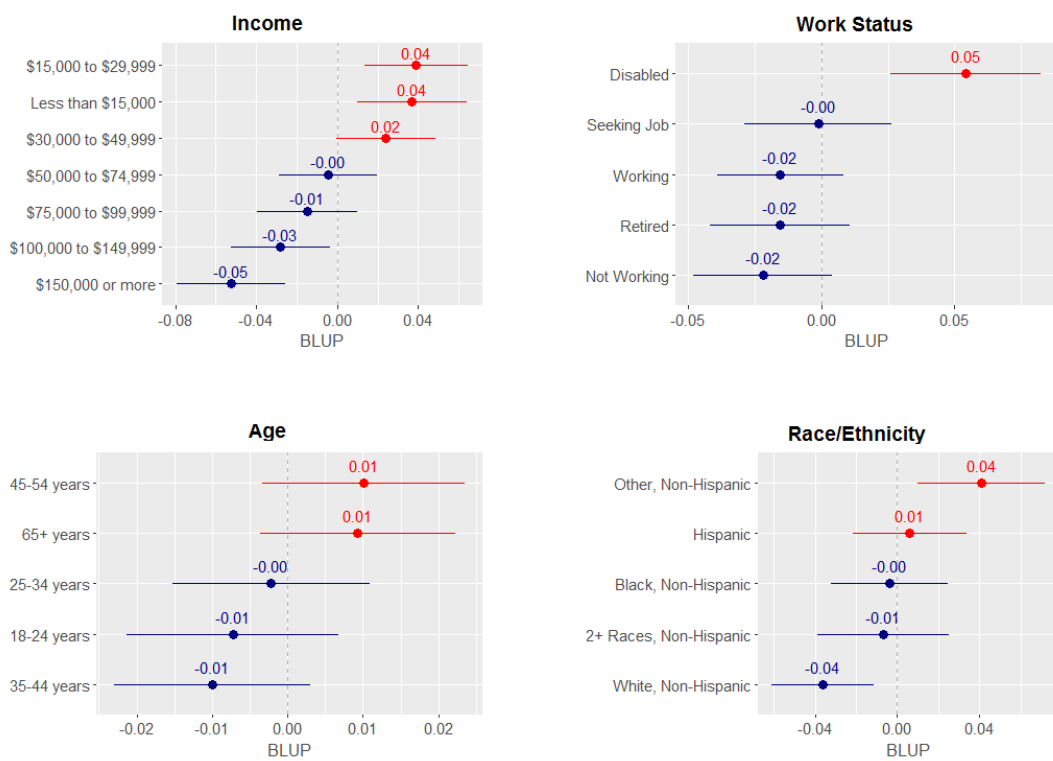 Income
$15,000 to $29,999
0.04
Less than $15,000
0.04
$30,000 to $49,999
0.02
$50,000 to $74,999
-0.00
$75,000 to $99,999
-0.01
$100,000 to $149,999
-0.03
$150,000 or more
-0.05
-0.08 -0.04 0.00 0.04
BLUP
Work Status
Disabled
0.05
Seeking Job
-0.00
Working
-0.02
Retired
-0.02
Not Working
-0.02
-0.05 0.00 0.05
BLUP
Age
45-54 years
0.01
65+ years
0.01
25-34 years
-0.00
18-24 years
-0.01
35-44 years
-0.01
-0.02 -0.01 0.00 0.01 0.02
BLUP
Race/Ethnicity
Other, Non-Hispanic
0.04
Hispanic
0.01
Black, Non-Hispanic
-0.00
2+ Races, Non-Hispanic
-0.01
White, Non-Hispanic
-0.04
-0.04 0.00 0.04
BLUP